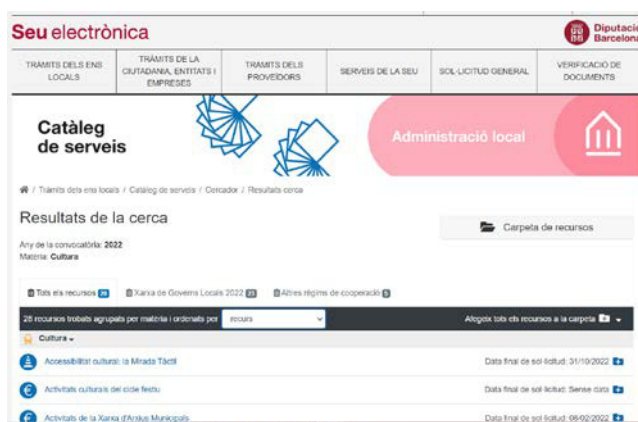 Seu electrònica
Diputació
Barcelona
TRÀMITS DELS ENS LOCALS
TRÀMITS DE LA CIUTADANIA, ENTITATS I EMPRESES
TRÀMITS DELS PROVEÏDORS
SERVEIS DE LA SEU
SOL·LICITUD GENERAL
VERIFICACIÓ DE DOCUMENTS
Catàleg
de serveis
Administració local
/ Tràmits dels ens locals / Catàleg de serveis / Cercador / Resultats cerca
Resultats de la cerca
Carpeta de recursos
Any de la convocatòria: 2022
Matèria: Cultura
Tots els recursos 28
Xarxa de Governs Locals 2022 23
Altres règims de cooperació 5
28 recursos trobats agrupats per matèria i ordenats per recurs
Afegeix tots els recursos a la carpeta
Cultura
Accessibilitat cultural: la Mirada Tàctil Data final de sol·licitud: 31/10/2022
Activitats culturals del cicle festiu Data final de sol·licitud: Sense data
Activitats de la Xarxa d'Arxius Municipals Data final de sol·licitud: 08/02/2022